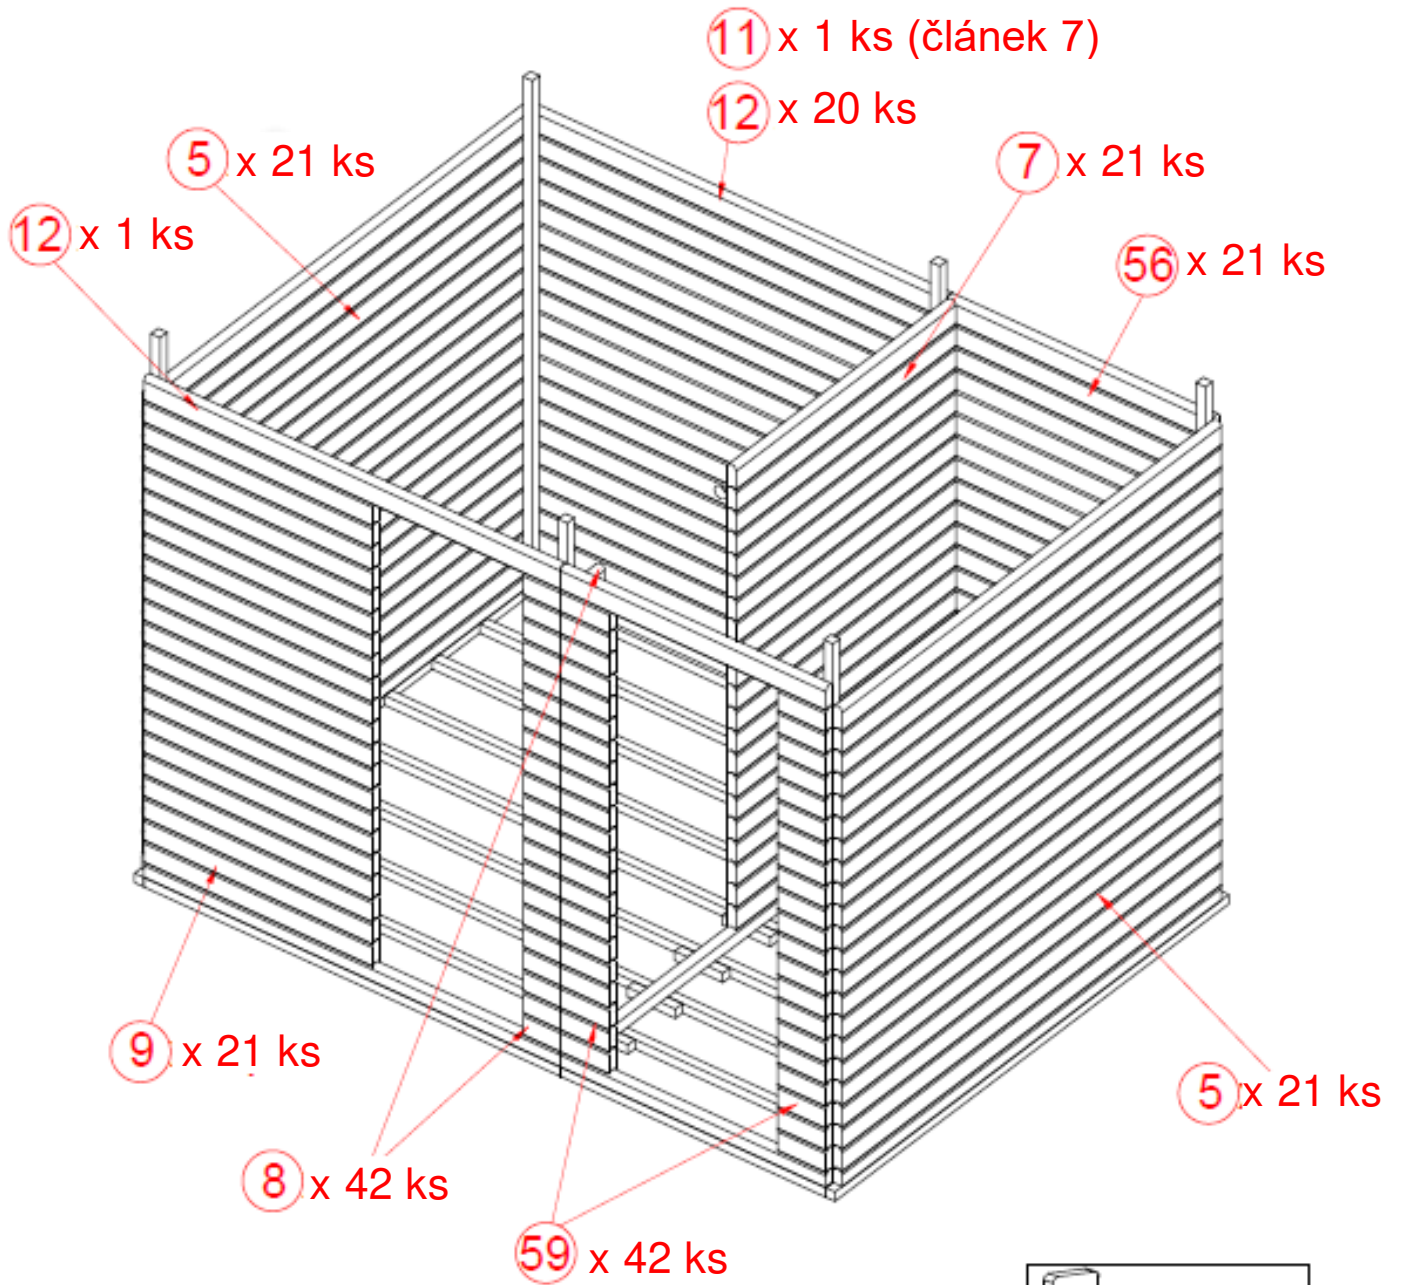 11 x 1 ks (článek 7)
12 x 20 ks
5 x 21 ks
7 x 21 ks
12 x 1 ks
56 x 21 ks
9 x 21 ks
5 x 21 ks
8 x 42 ks
59 x 42 ks